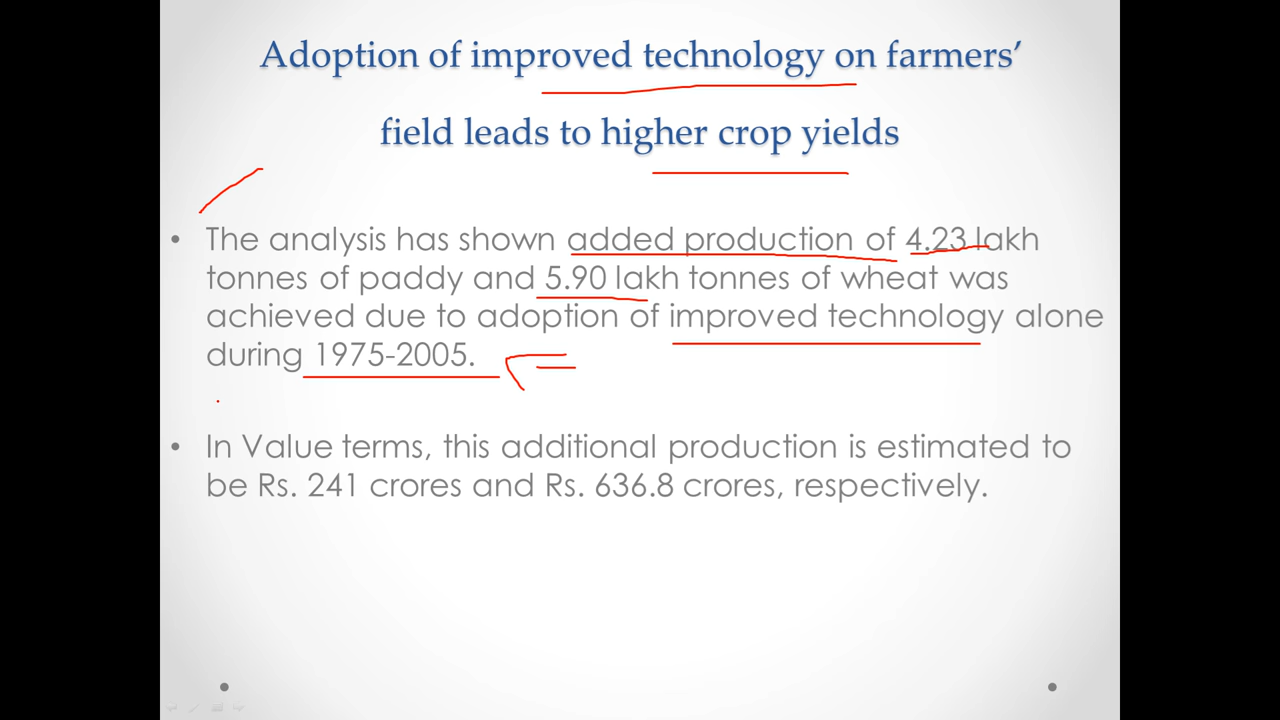 Adoption of improved technology on farmers’
field leads to higher crop yields
• The analysis has shown added production of 4.23 lakh
tonnes of paddy and 5.90 lakh tonnes of wheat was
achieved due to adoption of improved technology alone
during 1975-2005.
• In Value terms, this additional production is estimated to
be Rs. 241 crores and Rs. 636.8 crores, respectively.